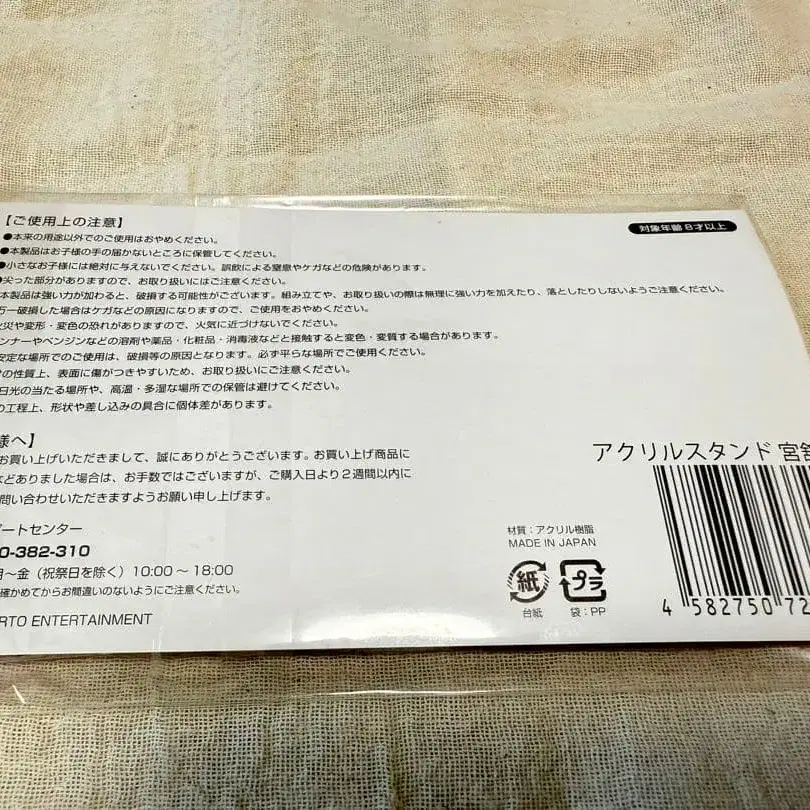 【ご使用上の注意】
対象年齢 8才以上
●本来の用途以外でのご使用はおやめください。
●本製品はお子様の手の届かないところに保管してください。
●小さなお子様には絶対に与えないでください。誤飲による窒息やケガなどの危険があります。
●尖った部分がありますので、お取り扱いにはご注意ください。
本製品は強い力が加わると、破損する可能性がございます。組み立てや、お取り扱いの際は無理に強い力を加えたり、落としたりしないようご注意ください。
万一破損した場合はケガなどの原因になりますので、ご使用をおやめください。
火災や変形・変色の恐れがありますので、火気に近づけないでください。
ンナーやベンジンなどの溶剤や薬品・化粧品・消毒液などと接触すると変色・変質する場合があります。
安定な場所でのご使用は、破損等の原因となります。必ず平らな場所でご使用ください。
の性質上、表面に傷がつきやすいため、お取り扱いにご注意ください。
日光の当たる場所や、高温・多湿な場所での保管は避けてください。
の工程上、形状や差し込みの具合に個体差があります。
様へ】
お買い上げいただきまして、誠にありがとうございます。お買い上げ商品に
などありました場合は、お手数ではございますが、ご購入日より2週間以内に
問い合わせいただきますようお願い申し上げます。
ポートセンター
0-382-310
月～金（祝祭日を除く）10:00 ～ 18:00
確かめてからお間違いのないようにご注意ください。
RTO ENTERTAINMENT
アクリルスタンド 宮舘
材質：アクリル樹脂
MADE IN JAPAN
紙
プラ
台紙
袋：PP
4 582750 72